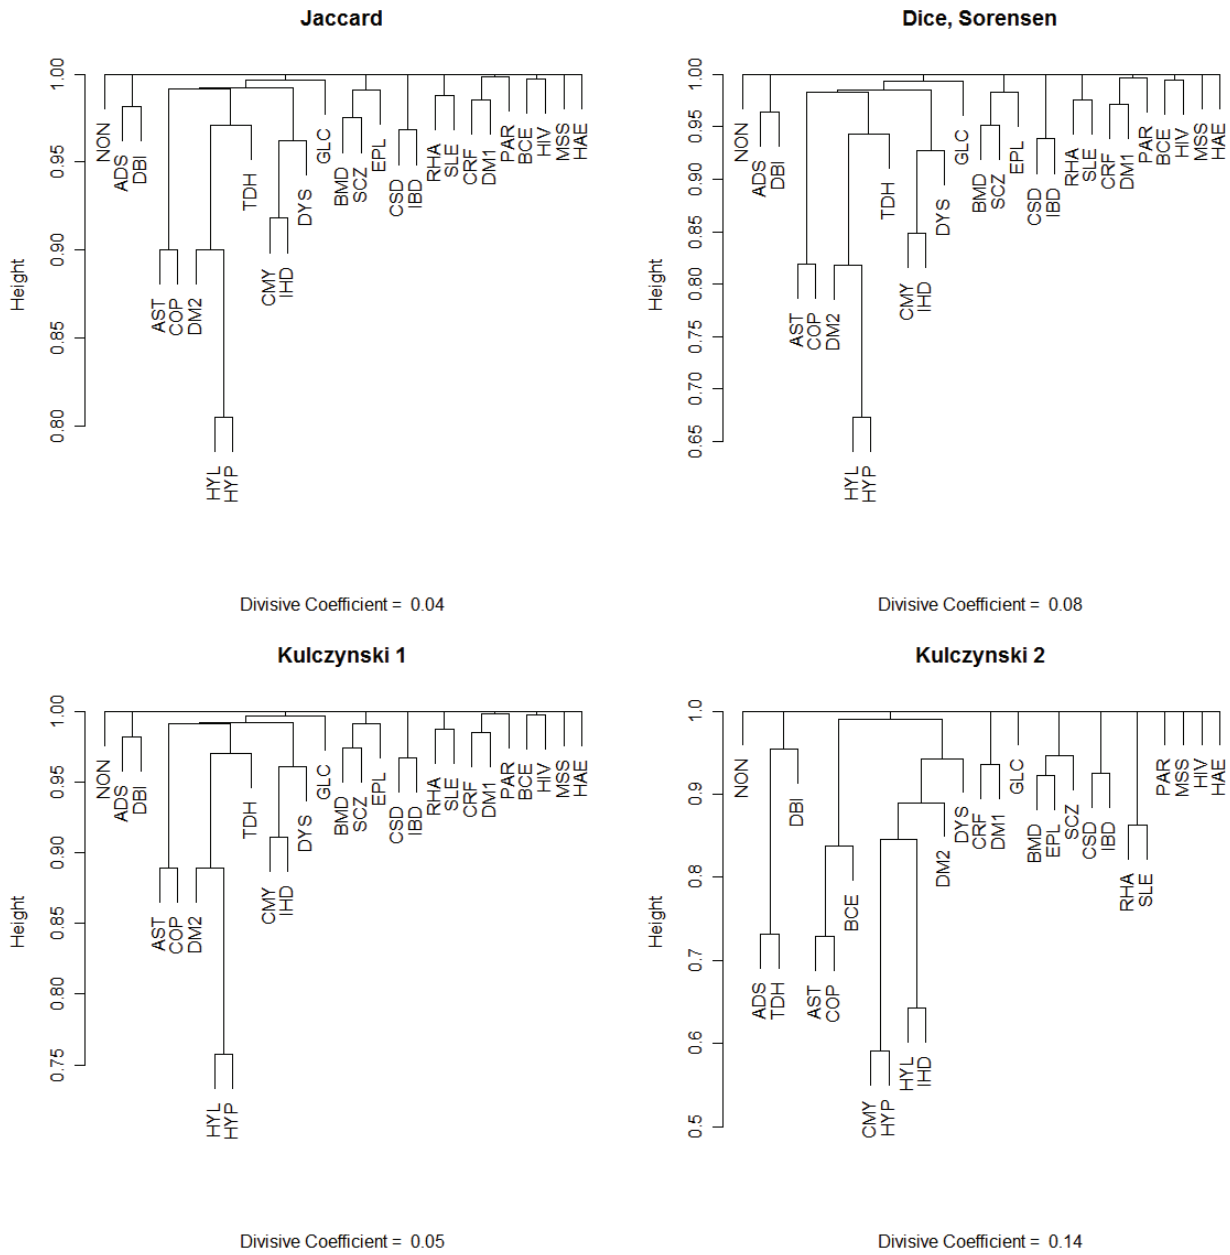 Jaccard
Height
1.00
0.95
0.90
0.85
0.80
NON
ADS
DBI
AST
COP
DM2
HYL
HYP
TDH
CMY
IHD
DYS
GLC
BMD
SCZ
EPL
CSD
IBD
RHA
SLE
CRF
DM1
PAR
BCE
HIV
MSS
HAE
Divisive Coefficient = 0.04
Dice, Sorensen
Height
1.00
0.95
0.90
0.85
0.80
0.75
0.70
0.65
NON
ADS
DBI
AST
COP
DM2
HYL
HYP
TDH
CMY
IHD
DYS
GLC
BMD
SCZ
EPL
CSD
IBD
RHA
SLE
CRF
DM1
PAR
BCE
HIV
MSS
HAE
Divisive Coefficient = 0.08
Kulczynski 1
Height
1.00
0.95
0.90
0.85
0.80
0.75
NON
ADS
DBI
AST
COP
DM2
HYL
HYP
TDH
CMY
IHD
DYS
GLC
BMD
SCZ
EPL
CSD
IBD
RHA
SLE
CRF
DM1
PAR
BCE
HIV
MSS
HAE
Divisive Coefficient = 0.05
Kulczynski 2
Height
1.0
0.9
0.8
0.7
0.6
0.5
NON
ADS
TDH
DBI
AST
COP
BCE
CMY
HYP
HYL
IHD
DM2
DYS
CRF
DM1
GLC
BMD
EPL
SCZ
CSD
IBD
RHA
SLE
PAR
MSS
HIV
HAE
Divisive Coefficient = 0.14